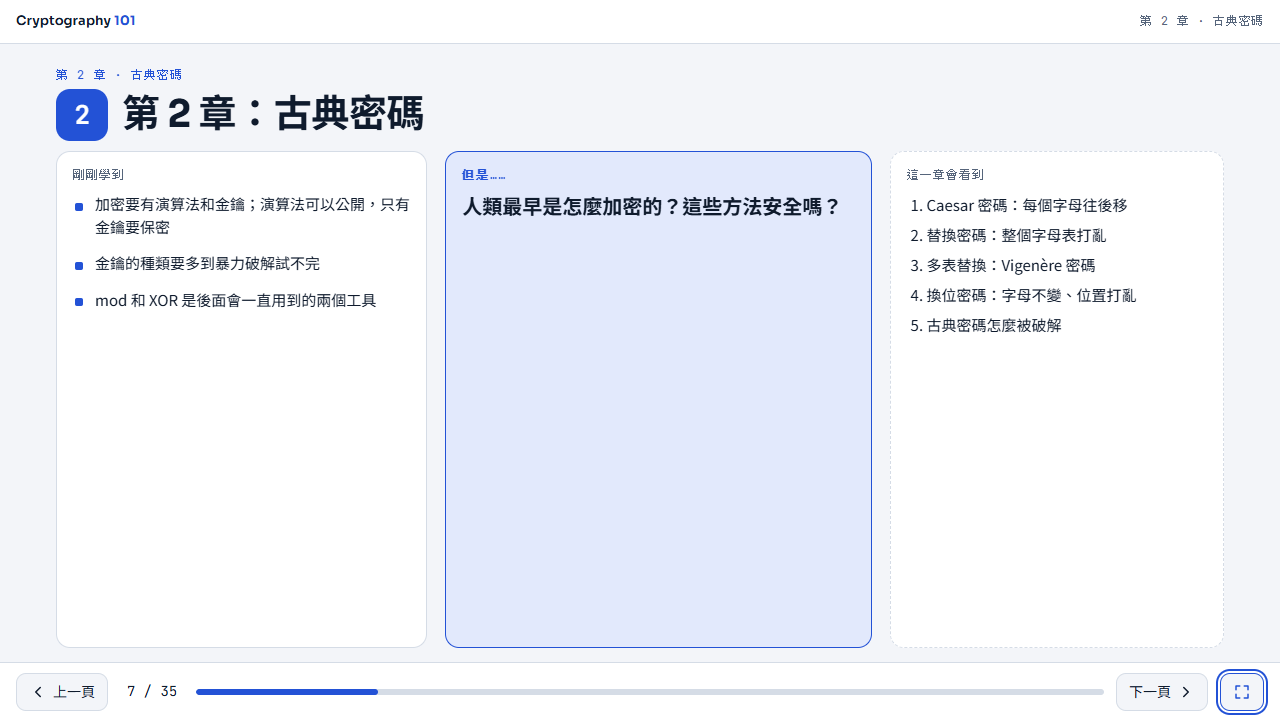 Cryptography 101
第 2 章 · 古典密碼
第 2 章 · 古典密碼
2
第 2 章：古典密碼
剛剛學到
加密要有演算法和金鑰；演算法可以公開，只有
金鑰要保密
金鑰的種類要多到暴力破解試不完
mod 和 XOR 是後面會一直用到的兩個工具
但是……
人類最早是怎麼加密的？這些方法安全嗎？
這一章會看到
1. Caesar 密碼：每個字母往後移
2. 替換密碼：整個字母表打亂
3. 多表替換：Vigenère 密碼
4. 換位密碼：字母不變、位置打亂
5. 古典密碼怎麼被破解
上一頁
7 / 35
下一頁